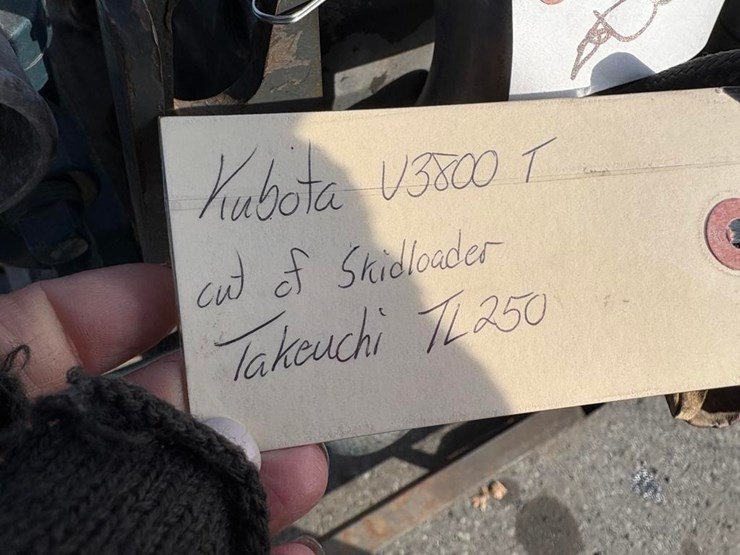 Kubota V3800 T
out of Skidloader
Takeuchi TL250